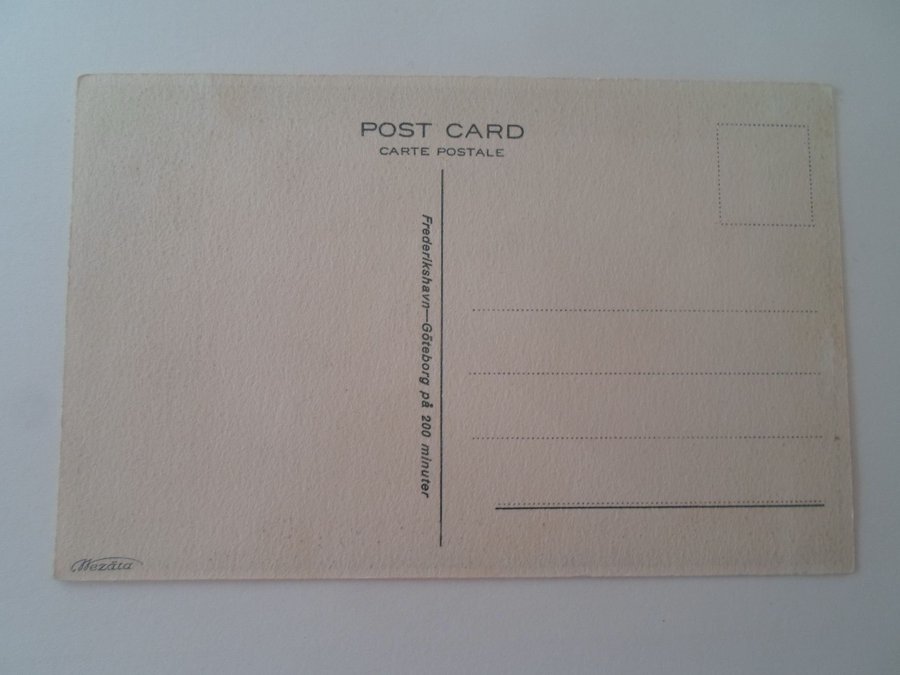 POST CARD
CARTE POSTALE
Frederikshavn—Göteborg på 200 minuter
Mezäta